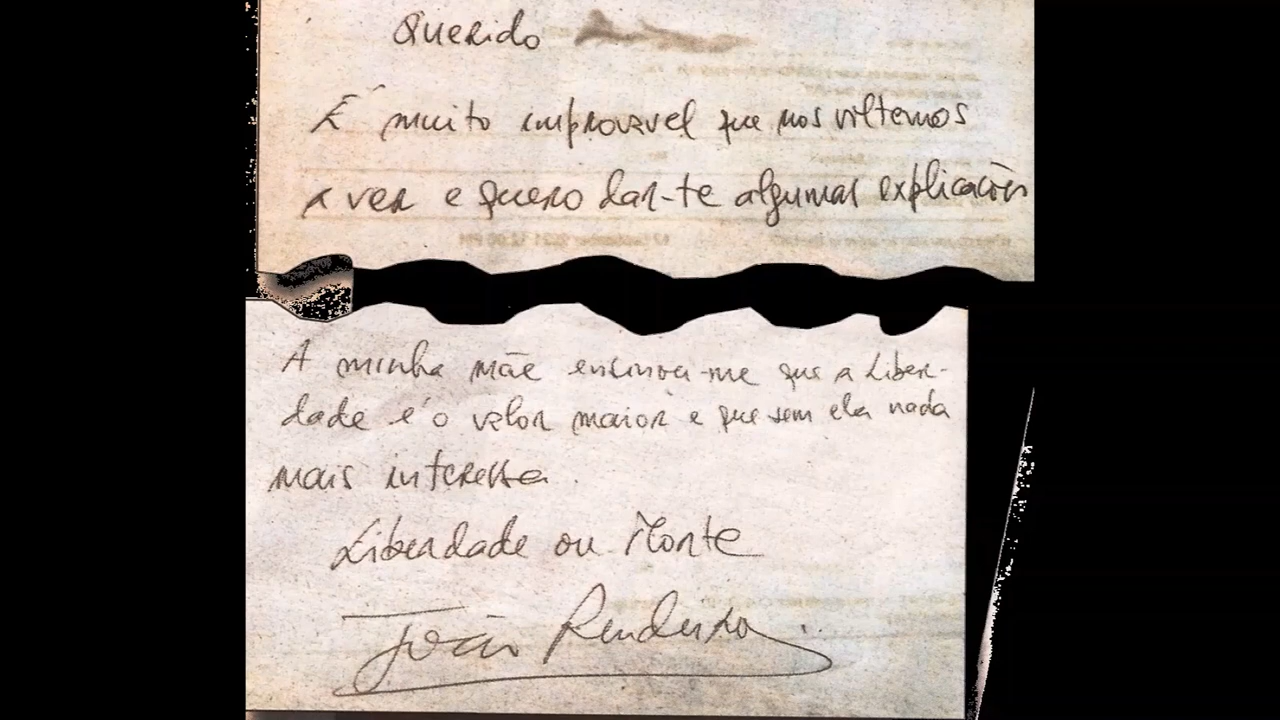 Querido
É muito improvável que nos voltemos
a ver e quero dar-te algumas explicações
A minha mãe ensinou-me que a Liber-
dade é o valor maior e que sem ela nada
mais interessa.
Liberdade ou Morte
João Rendeiro